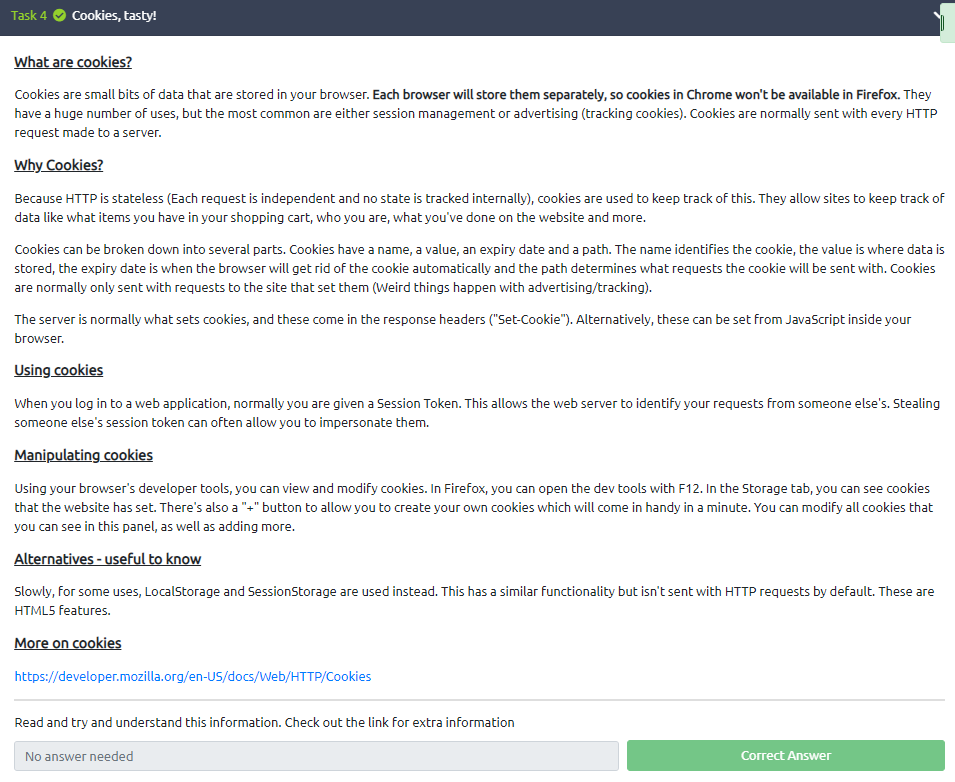 Task 4 Cookies, tasty!
What are cookies?
Cookies are small bits of data that are stored in your browser. Each browser will store them separately, so cookies in Chrome won't be available in Firefox. They
have a huge number of uses, but the most common are either session management or advertising (tracking cookies). Cookies are normally sent with every HTTP
request made to a server.
Why Cookies?
Because HTTP is stateless (Each request is independent and no state is tracked internally), cookies are used to keep track of this. They allow sites to keep track of
data like what items you have in your shopping cart, who you are, what you've done on the website and more.
Cookies can be broken down into several parts. Cookies have a name, a value, an expiry date and a path. The name identifies the cookie, the value is where data is
stored, the expiry date is when the browser will get rid of the cookie automatically and the path determines what requests the cookie will be sent with. Cookies
are normally only sent with requests to the site that set them (Weird things happen with advertising/tracking).
The server is normally what sets cookies, and these come in the response headers ("Set-Cookie"). Alternatively, these can be set from JavaScript inside your
browser.
Using cookies
When you log in to a web application, normally you are given a Session Token. This allows the web server to identify your requests from someone else's. Stealing
someone else's session token can often allow you to impersonate them.
Manipulating cookies
Using your browser's developer tools, you can view and modify cookies. In Firefox, you can open the dev tools with F12. In the Storage tab, you can see cookies
that the website has set. There's also a "+" button to allow you to create your own cookies which will come in handy in a minute. You can modify all cookies that
you can see in this panel, as well as adding more.
Alternatives - useful to know
Slowly, for some uses, LocalStorage and SessionStorage are used instead. This has a similar functionality but isn't sent with HTTP requests by default. These are
HTML5 features.
More on cookies
https://developer.mozilla.org/en-US/docs/Web/HTTP/Cookies
Read and try and understand this information. Check out the link for extra information
No answer needed
Correct Answer